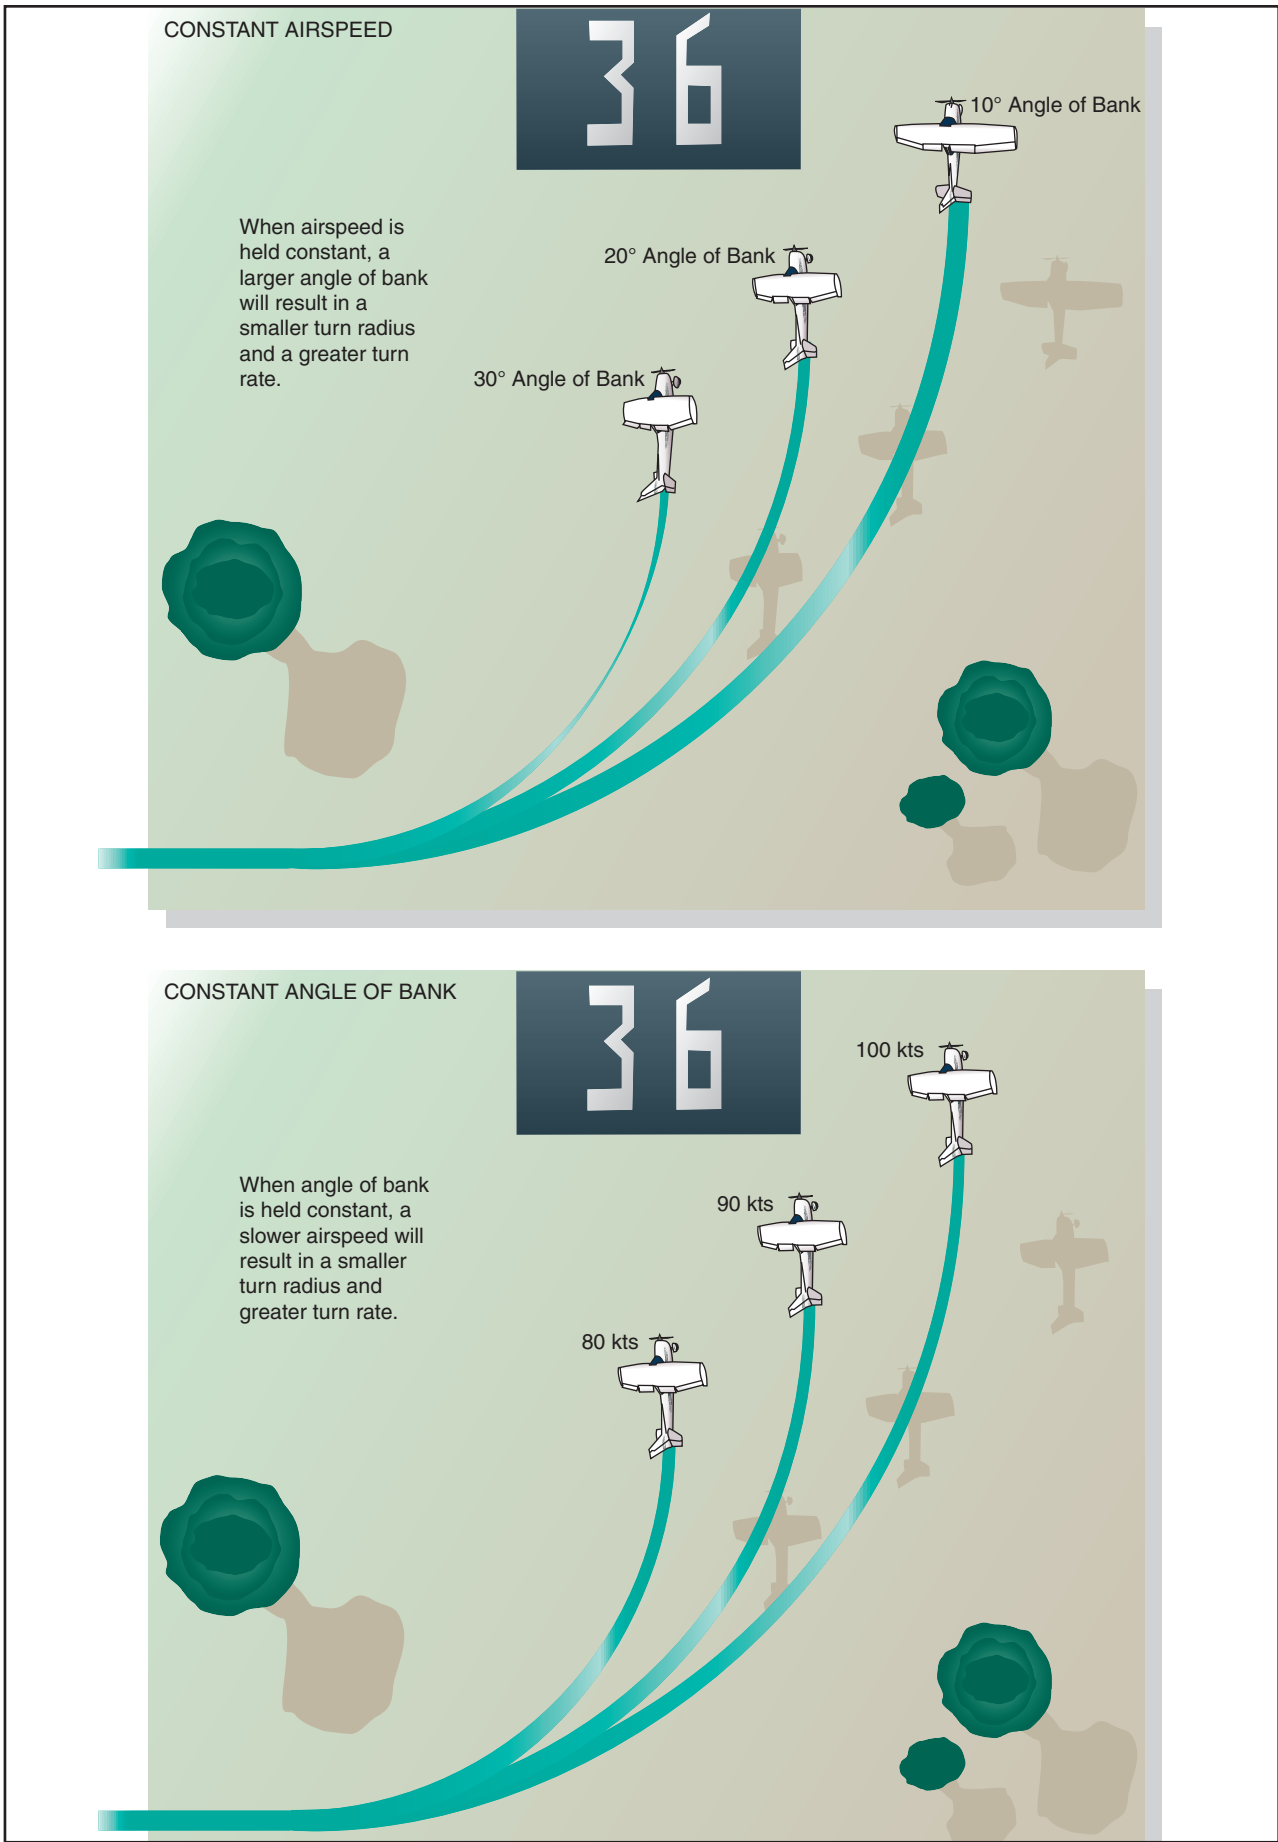 CONSTANT AIRSPEED
36
10° Angle of Bank
When airspeed is
held constant, a
larger angle of bank
will result in a
smaller turn radius
and a greater turn
rate.
20° Angle of Bank
30° Angle of Bank
CONSTANT ANGLE OF BANK
36
100 kts
When angle of bank
is held constant, a
slower airspeed will
result in a smaller
turn radius and
greater turn rate.
90 kts
80 kts